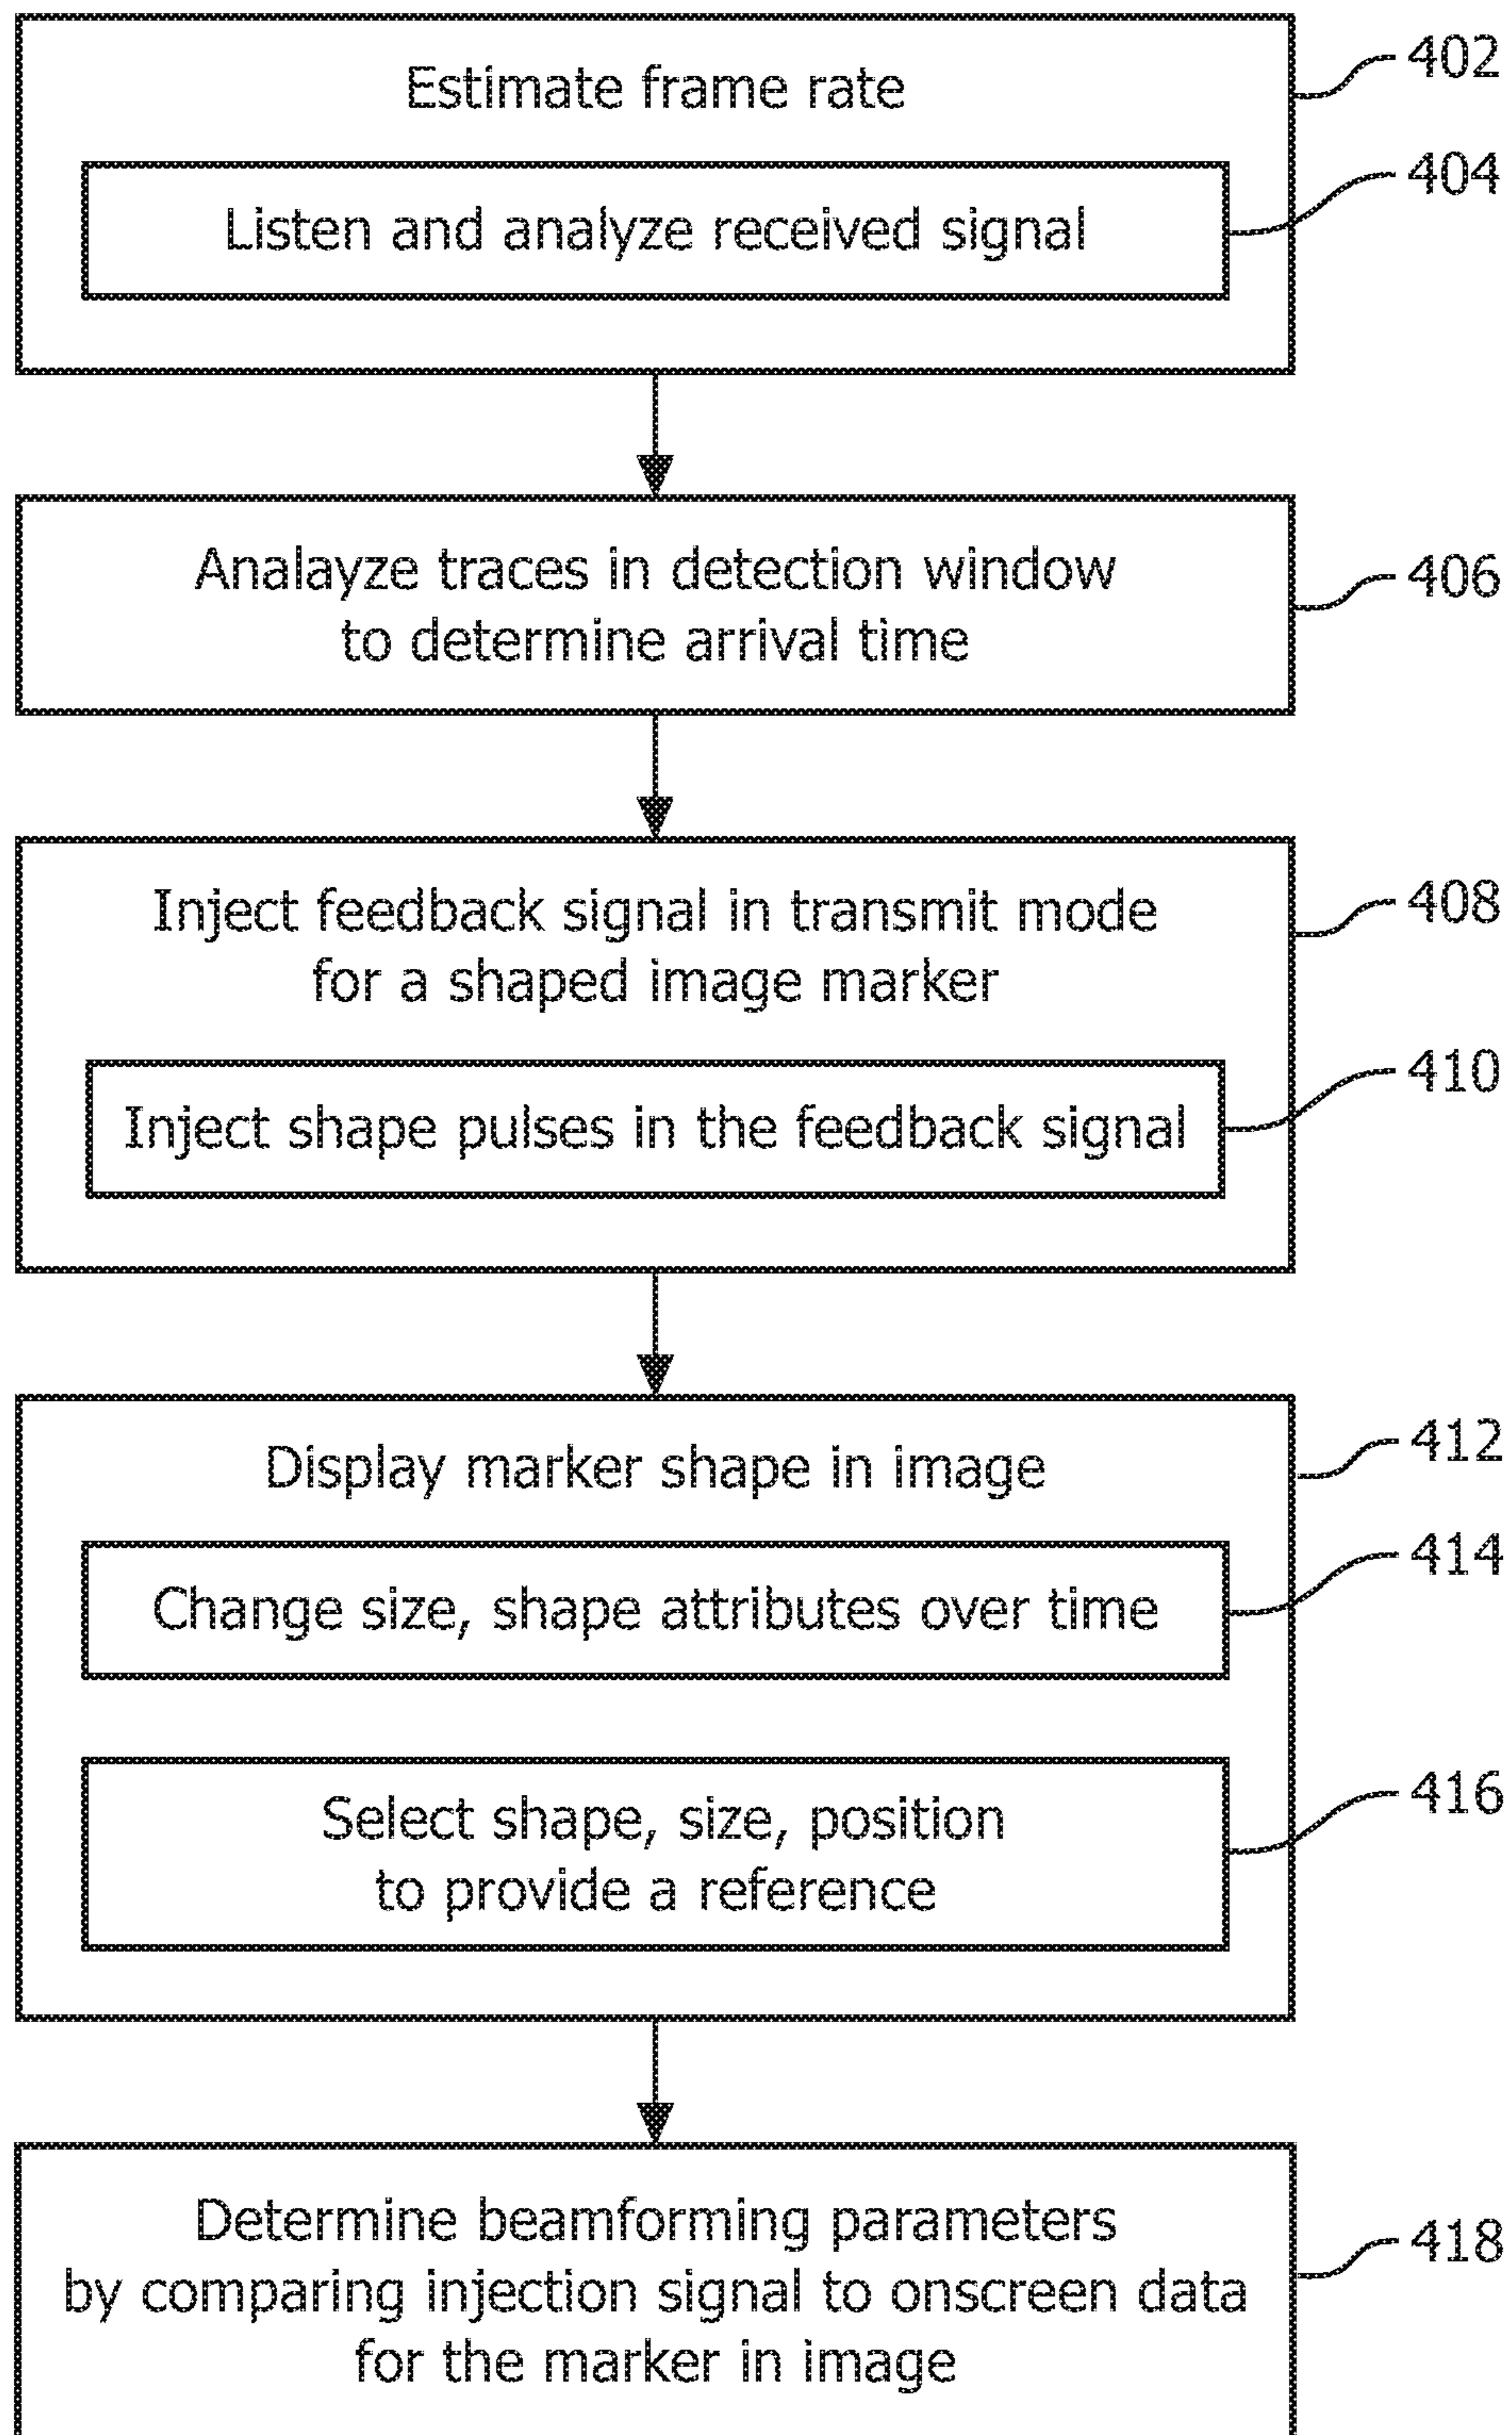 Estimate frame rate
402
Listen and analyze received signal
404
Analayze traces in detection window
to determine arrival time
406
Inject feedback signal in transmit mode
for a shaped image marker
408
Inject shape pulses in the feedback signal
410
Display marker shape in image
412
Change size, shape attributes over time
414
Select shape, size, position
to provide a reference
416
Determine beamforming parameters
by comparing injection signal to onscreen data
for the marker in image
418